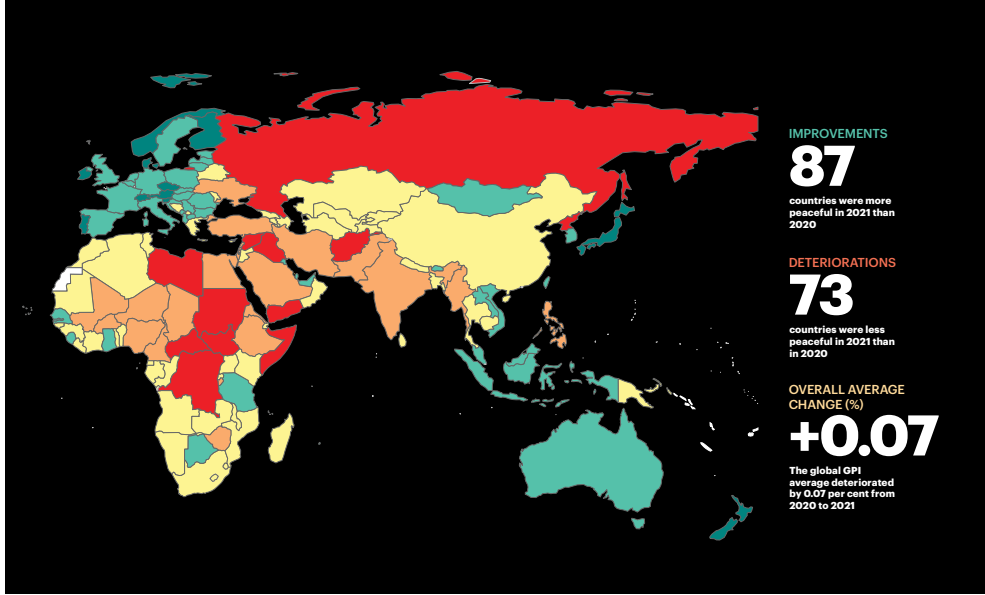 IMPROVEMENTS
87
countries were more
peaceful in 2021 than
2020
DETERIORATIONS
73
countries were less
peaceful in 2021 than
in 2020
OVERALL AVERAGE
CHANGE (%)
+0.07
The global GPI
average deteriorated
by 0.07 per cent from
2020 to 2021